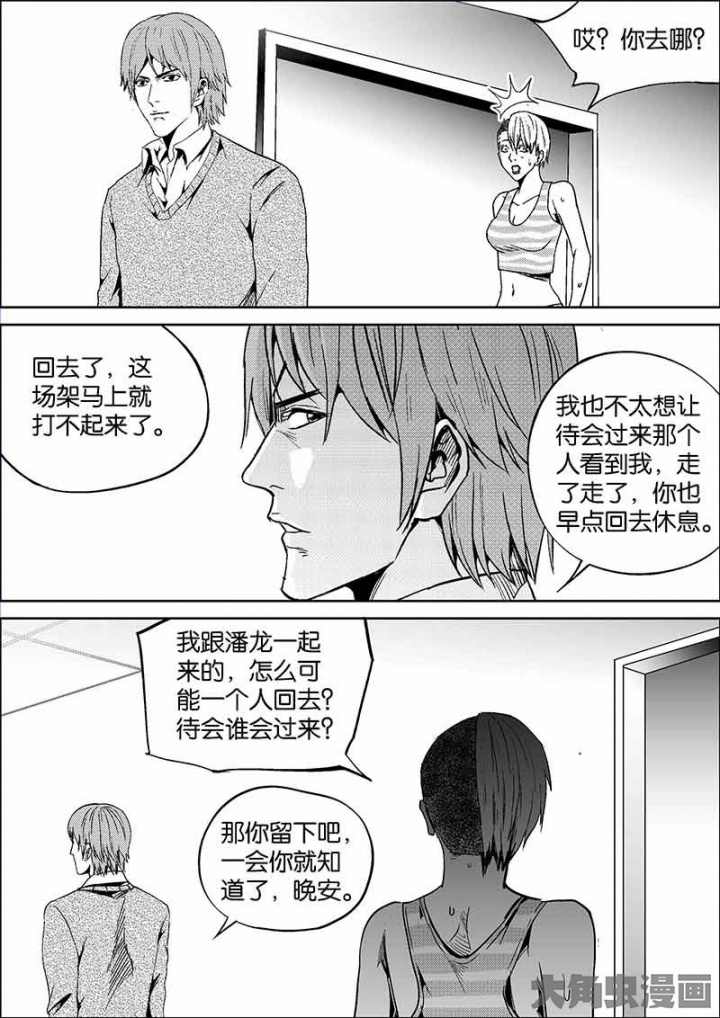 哎？你去哪？
回去了，这
场架马上就
打不起来了。
我也不太想让
待会过来那个
人看到我，走
了走了，你也
早点回去休息。
我跟潘龙一起
来的，怎么可
能一个人回去？
待会谁会过来？
那你留下吧，
一会你就知
道了，晚安。
大角虫漫画